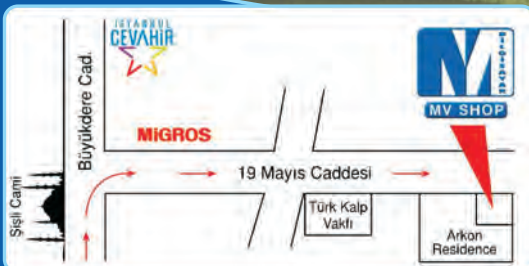 İSTANBUL
CEVAHİR
Büyükdere Cad.
BİLGİSAYAR
MV SHOP
MİGROS
19 Mayıs Caddesi
Şişli Cami
Türk Kalp
Vakfı
Arkon
Residence